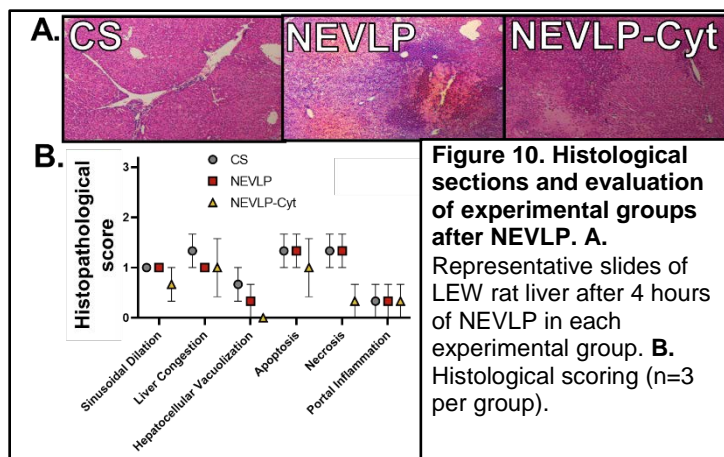 A. CS NEVLP NEVLP-Cyt
B.
Histopathological
score
3
2
1
0
CS
NEVLP
NEVLP-Cyt
Sinusoidal Dilation
Liver Congestion
Hepatocellular Vacuolization
Apoptosis
Necrosis
Portal Inflammation
Figure 10. Histological
sections and evaluation
of experimental groups
after NEVLP. A.
Representative slides of
LEW rat liver after 4 hours
of NEVLP in each
experimental group. B.
Histological scoring (n=3
per group).